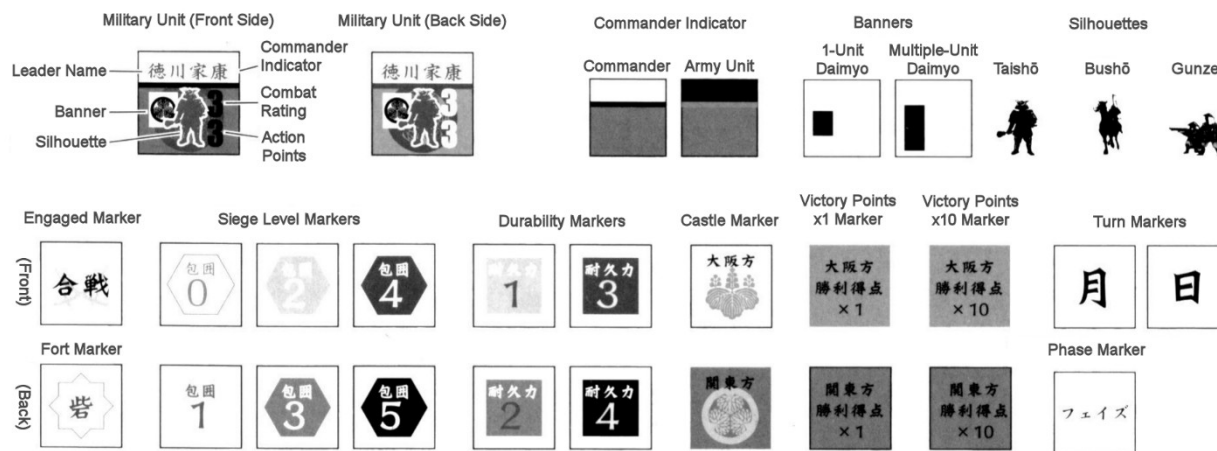 Military Unit (Front Side)
Military Unit (Back Side)
Commander Indicator
Banners
Silhouettes
Leader Name
徳川家康
Commander
Indicator
Banner
3
Combat
Rating
Silhouette
3
Action
Points
徳川家康
3
3
Commander
Army Unit
1-Unit
Daimyo
Multiple-Unit
Daimyo
Taishō
Bushō
Gunzei
Engaged Marker
Siege Level Markers
Durability Markers
Castle Marker
Victory Points
x1 Marker
Victory Points
x10 Marker
Turn Markers
(Front)
合戦
包囲
0
包囲
2
包囲
4
耐久力
1
耐久力
3
大阪方
大阪方
勝利得点
×1
大阪方
勝利得点
×10
月
日
Fort Marker
Phase Marker
(Back)
砦
包囲
1
包囲
3
包囲
5
耐久力
2
耐久力
4
関東方
関東方
勝利得点
×1
関東方
勝利得点
×10
フェイズ